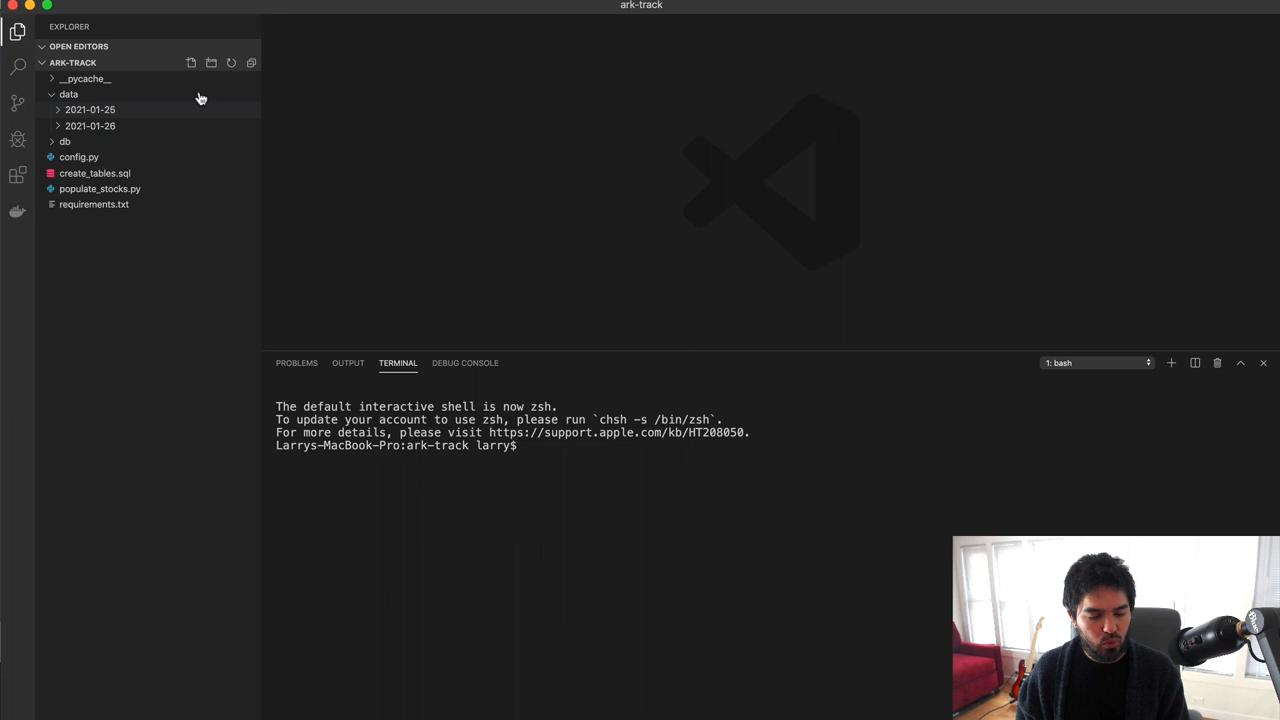 ark-track
EXPLORER
OPEN EDITORS
ARK-TRACK
__pycache__
data
2021-01-25
2021-01-26
db
config.py
create_tables.sql
populate_stocks.py
requirements.txt
PROBLEMS OUTPUT TERMINAL DEBUG CONSOLE 1: bash
The default interactive shell is now zsh.
To update your account to use zsh, please run `chsh -s /bin/zsh`.
For more details, please visit https://support.apple.com/kb/HT208050.
Larrys-MacBook-Pro:ark-track larry$
Blue